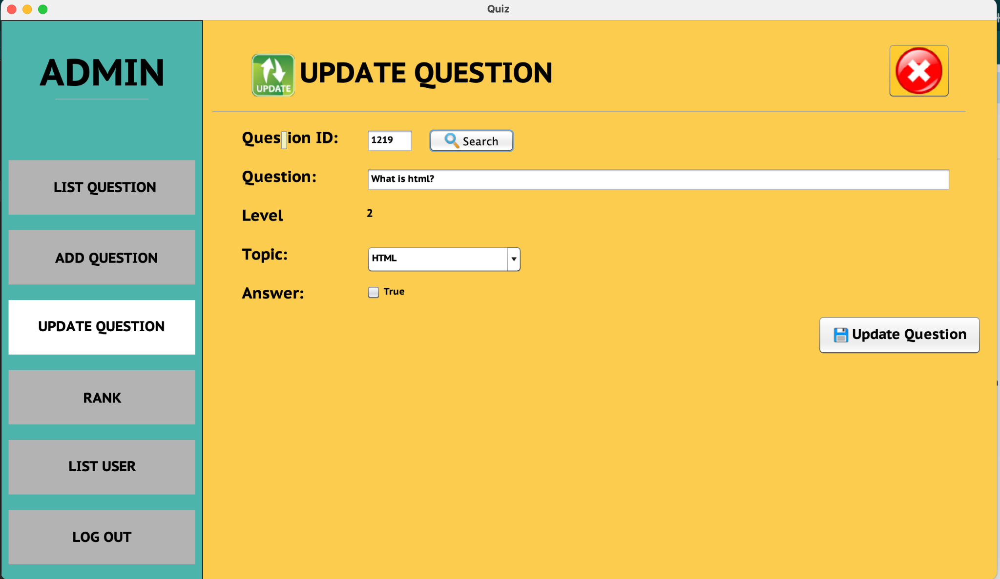 Quiz
ADMIN
LIST QUESTION
ADD QUESTION
UPDATE QUESTION
RANK
LIST USER
LOG OUT
UPDATE
UPDATE QUESTION
Ques ion ID: 1219 Search
Question: What is html?
Level 2
Topic: HTML
Answer: True
Update Question